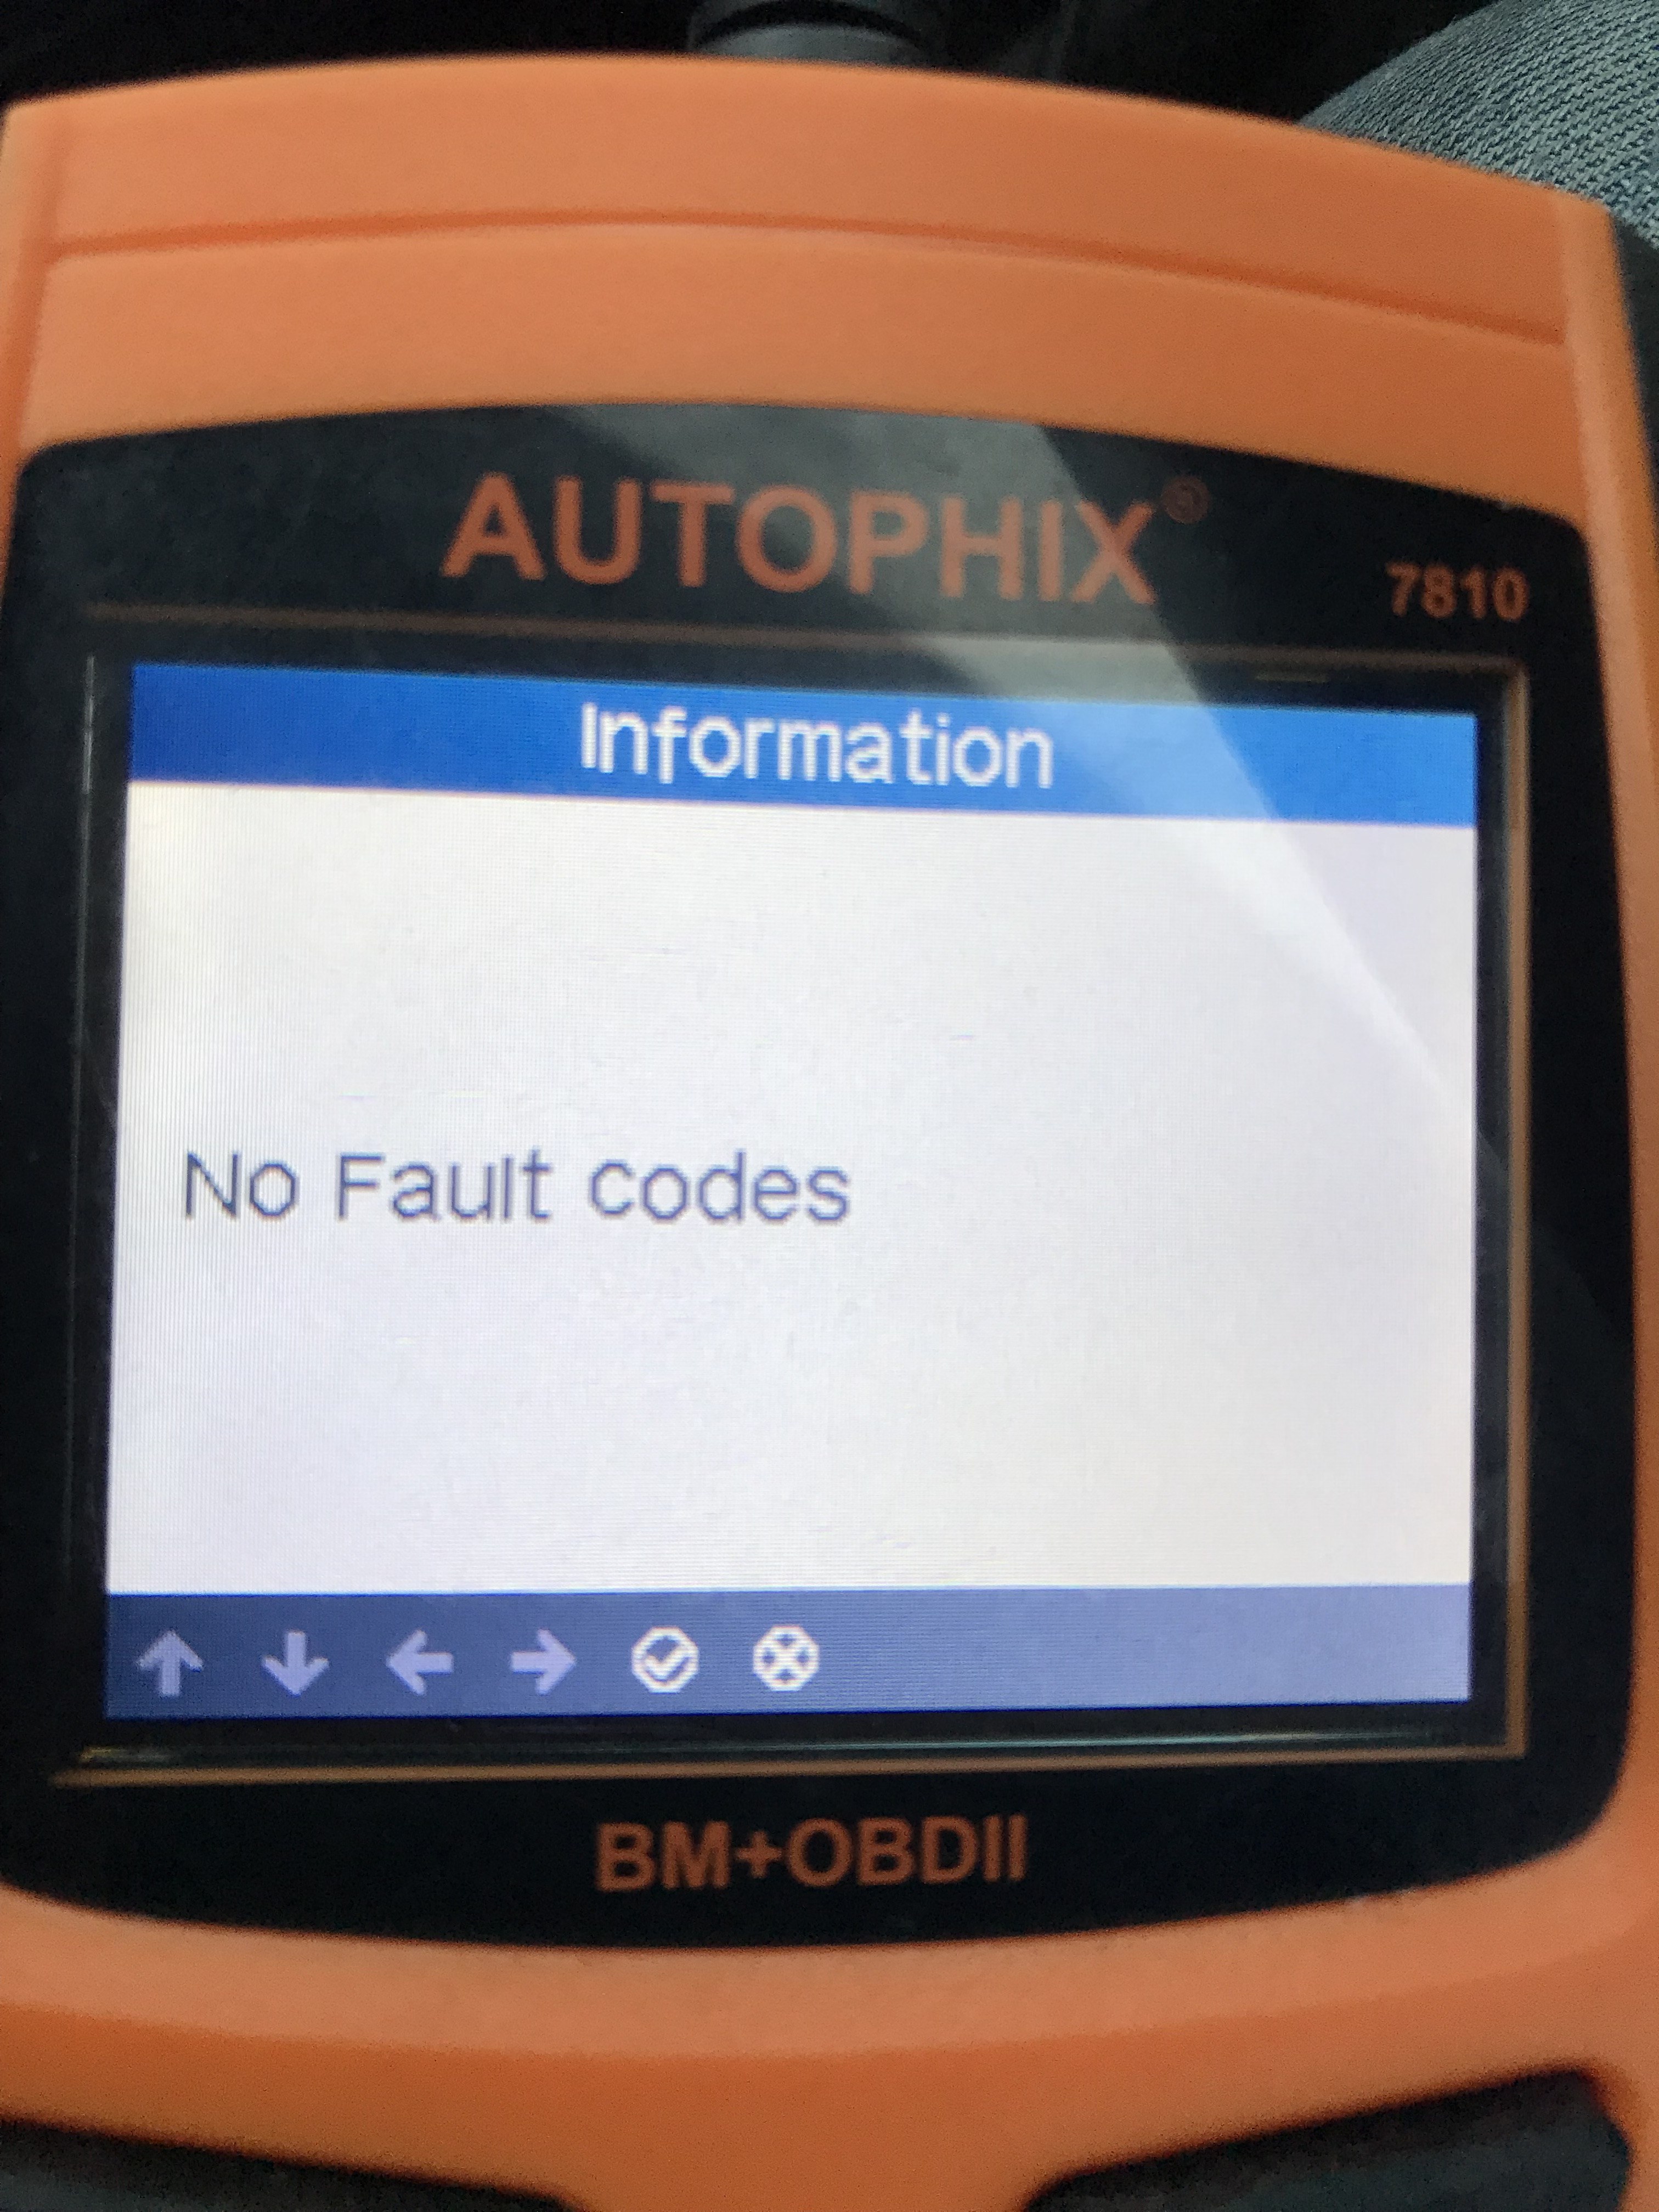 AUTOPHIX®
7810
Information
No Fault codes
BM+OBDII